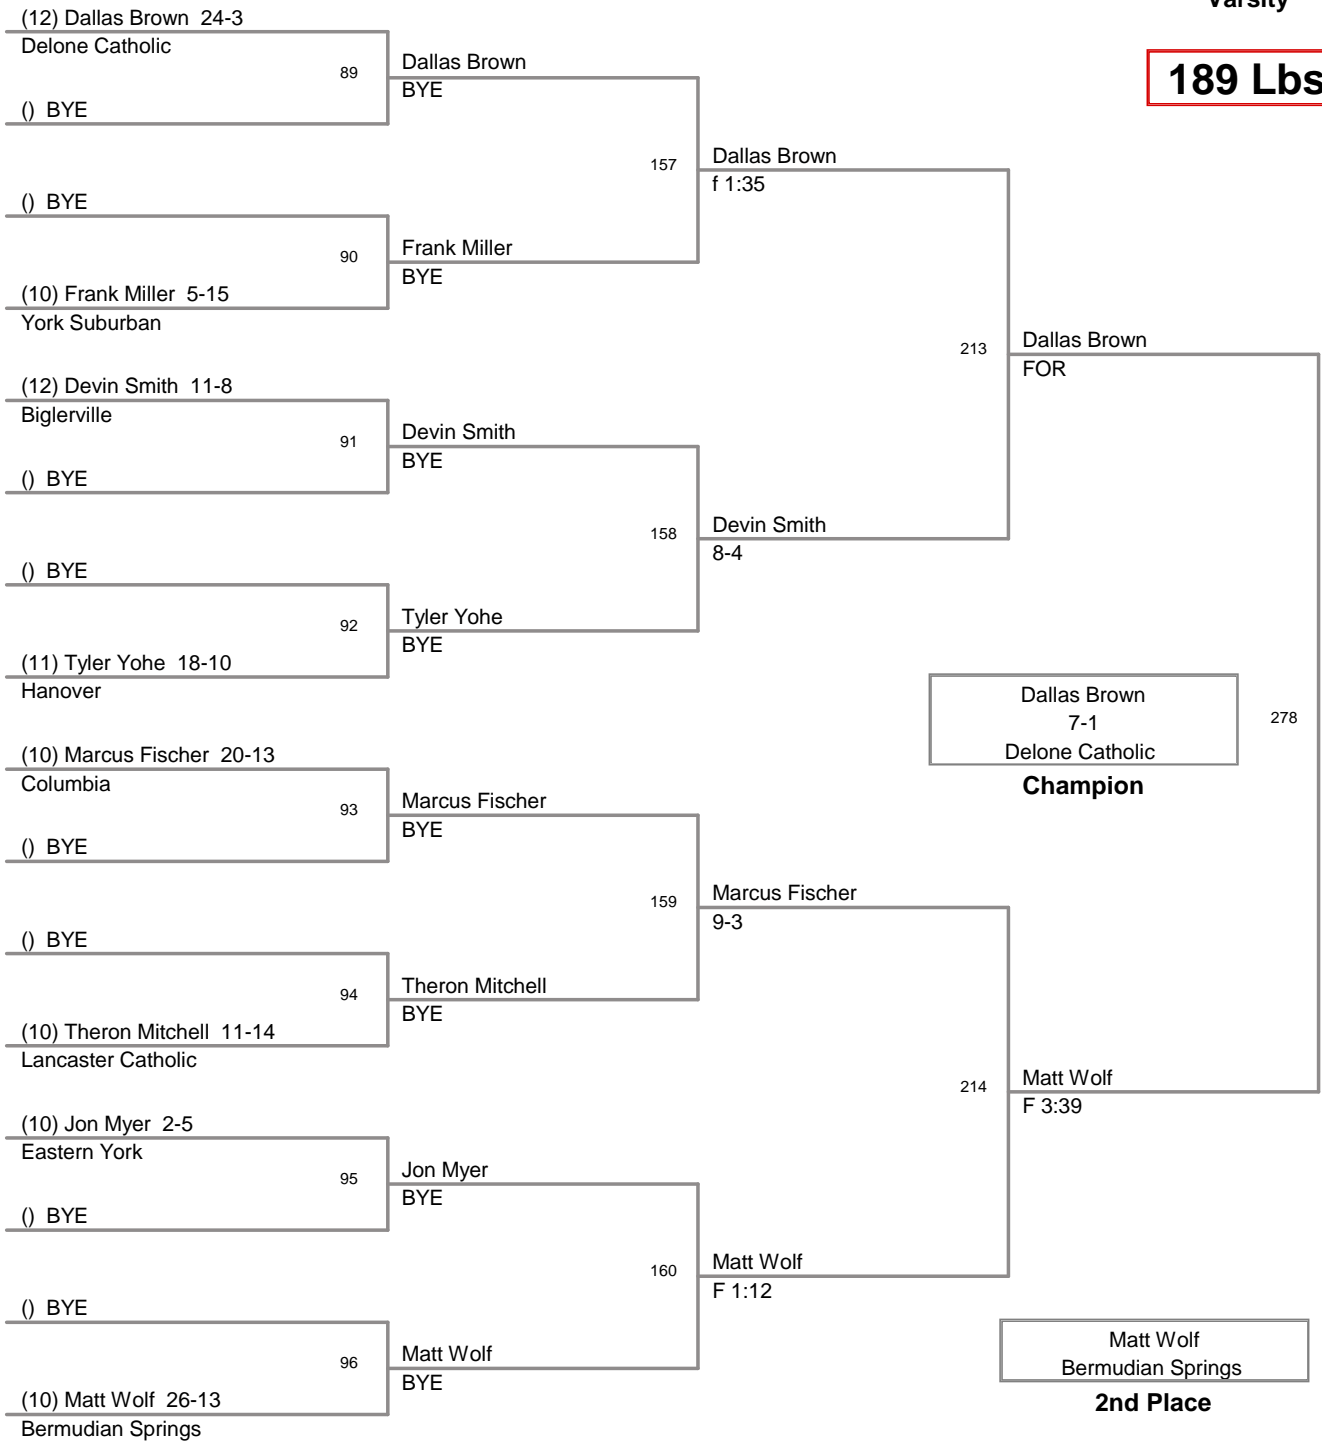 Varsity
189 Lbs
(12) Dallas Brown 24-3
Delone Catholic
89
() BYE
Dallas Brown
BYE
157
() BYE
90
(10) Frank Miller 5-15
York Suburban
Frank Miller
BYE
Dallas Brown
f 1:35
213
(12) Devin Smith 11-8
Biglerville
91
() BYE
Devin Smith
BYE
158
() BYE
92
(11) Tyler Yohe 18-10
Hanover
Tyler Yohe
BYE
Devin Smith
8-4
Dallas Brown
FOR
Dallas Brown
7-1
Delone Catholic
Champion
278
(10) Marcus Fischer 20-13
Columbia
93
() BYE
Marcus Fischer
BYE
159
() BYE
94
(10) Theron Mitchell 11-14
Lancaster Catholic
Theron Mitchell
BYE
Marcus Fischer
9-3
214
(10) Jon Myer 2-5
Eastern York
95
() BYE
Jon Myer
BYE
160
() BYE
96
(10) Matt Wolf 26-13
Bermudian Springs
Matt Wolf
BYE
Matt Wolf
F 1:12
Matt Wolf
F 3:39
Matt Wolf
Bermudian Springs
2nd Place